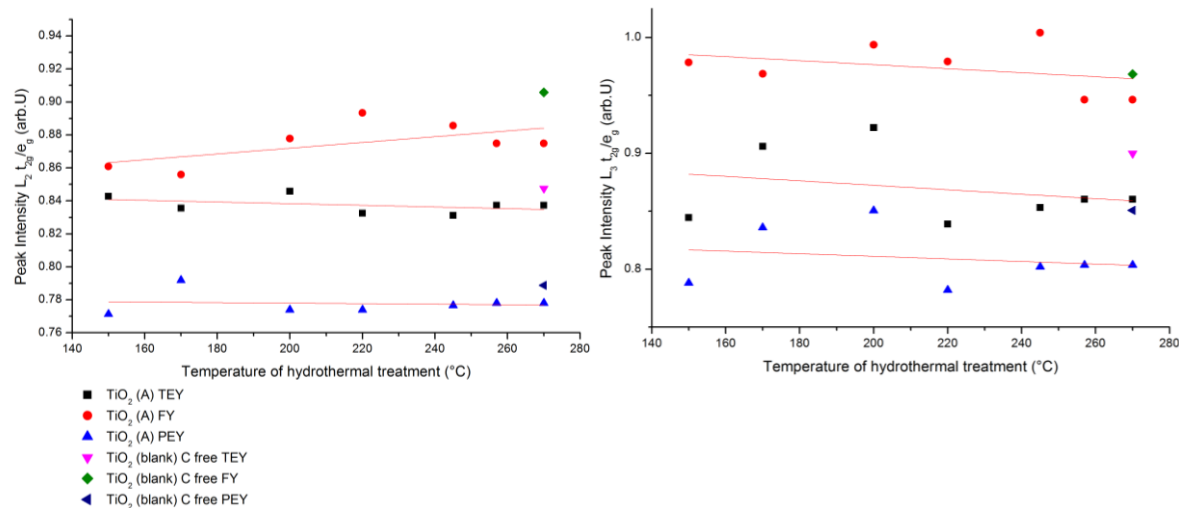 0.94
0.92
0.90
0.88
0.86
0.84
0.82
0.80
0.78
0.76
Peak Intensity L₂ t₂g/eg (arb.U)
140 160 180 200 220 240 260 280
Temperature of hydrothermal treatment (°C)
1.0
0.9
0.8
Peak Intensity L₃ t₂g/eg (arb.U)
140 160 180 200 220 240 260 280
Temperature of hydrothermal treatment (°C)
TiO₂ (A) TEY
TiO₂ (A) FY
TiO₂ (A) PEY
TiO₂ (blank) C free TEY
TiO₂ (blank) C free FY
TiO₂ (blank) C free PEY